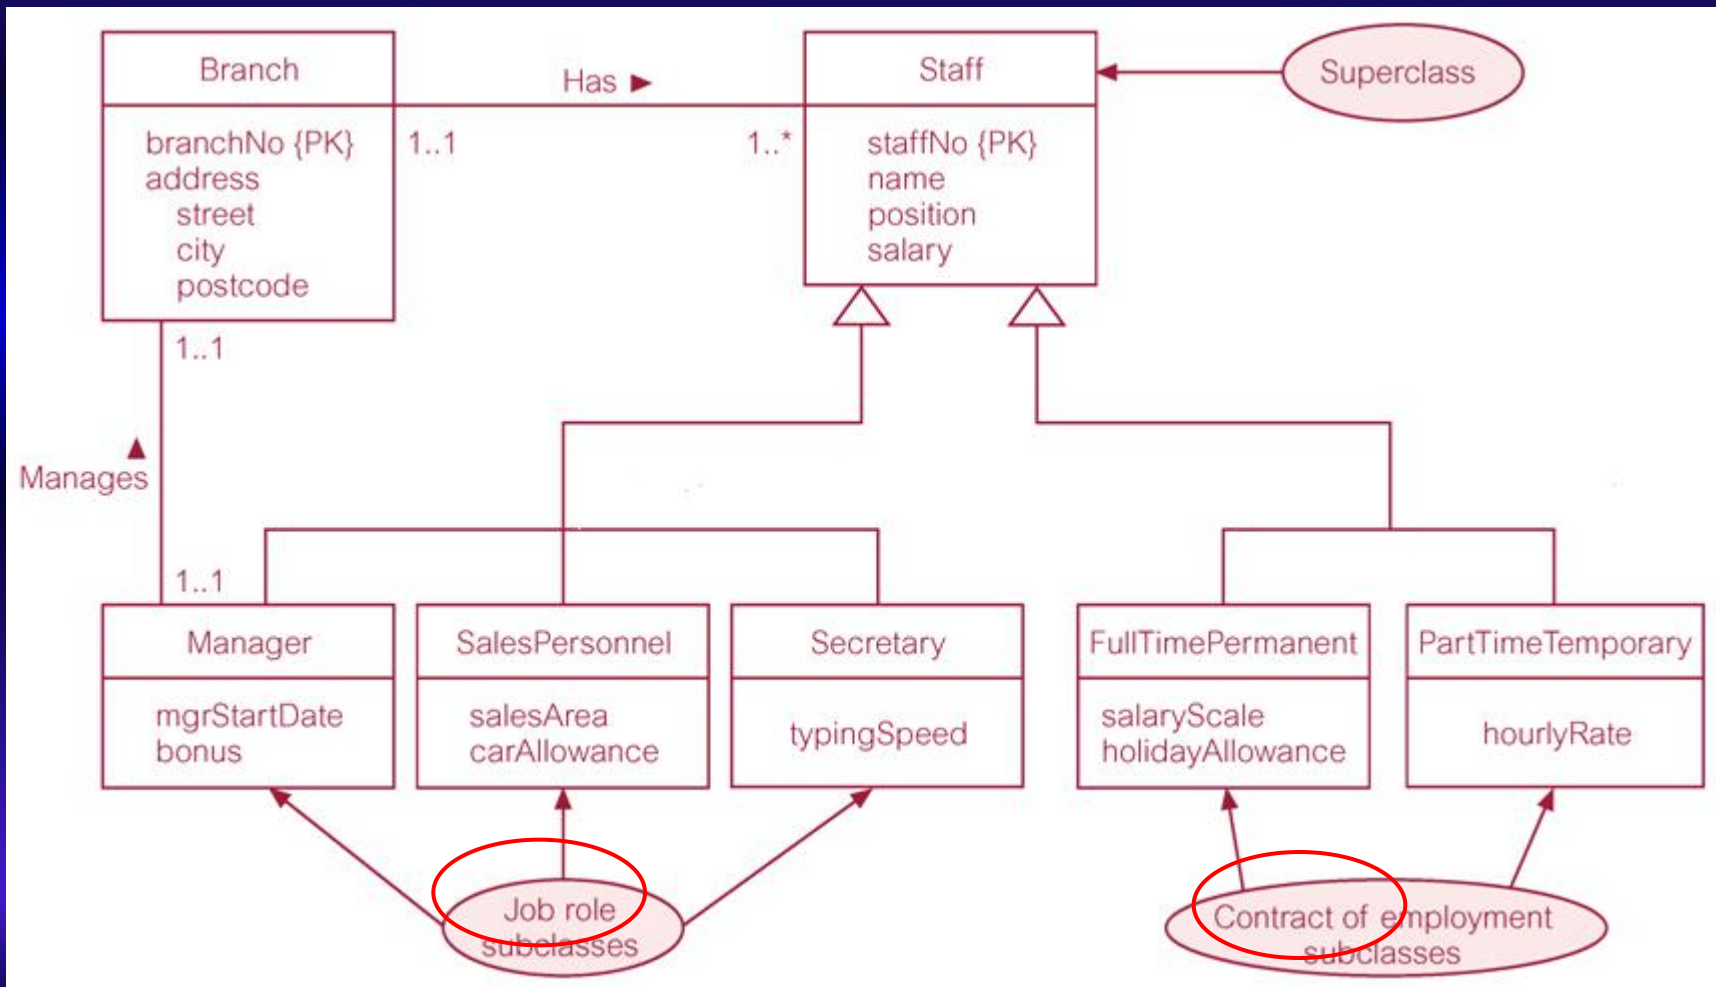 Branch
Has ►
Staff
Superclass
branchNo {PK}
address
street
city
postcode
1..1
1..*
staffNo {PK}
name
position
salary
1..1
▲
Manages
1..1
Manager
mgrStartDate
bonus
SalesPersonnel
salesArea
carAllowance
Secretary
typingSpeed
FullTimePermanent
salaryScale
holidayAllowance
PartTimeTemporary
hourlyRate
Job role
subclasses
Contract of employment
subclasses